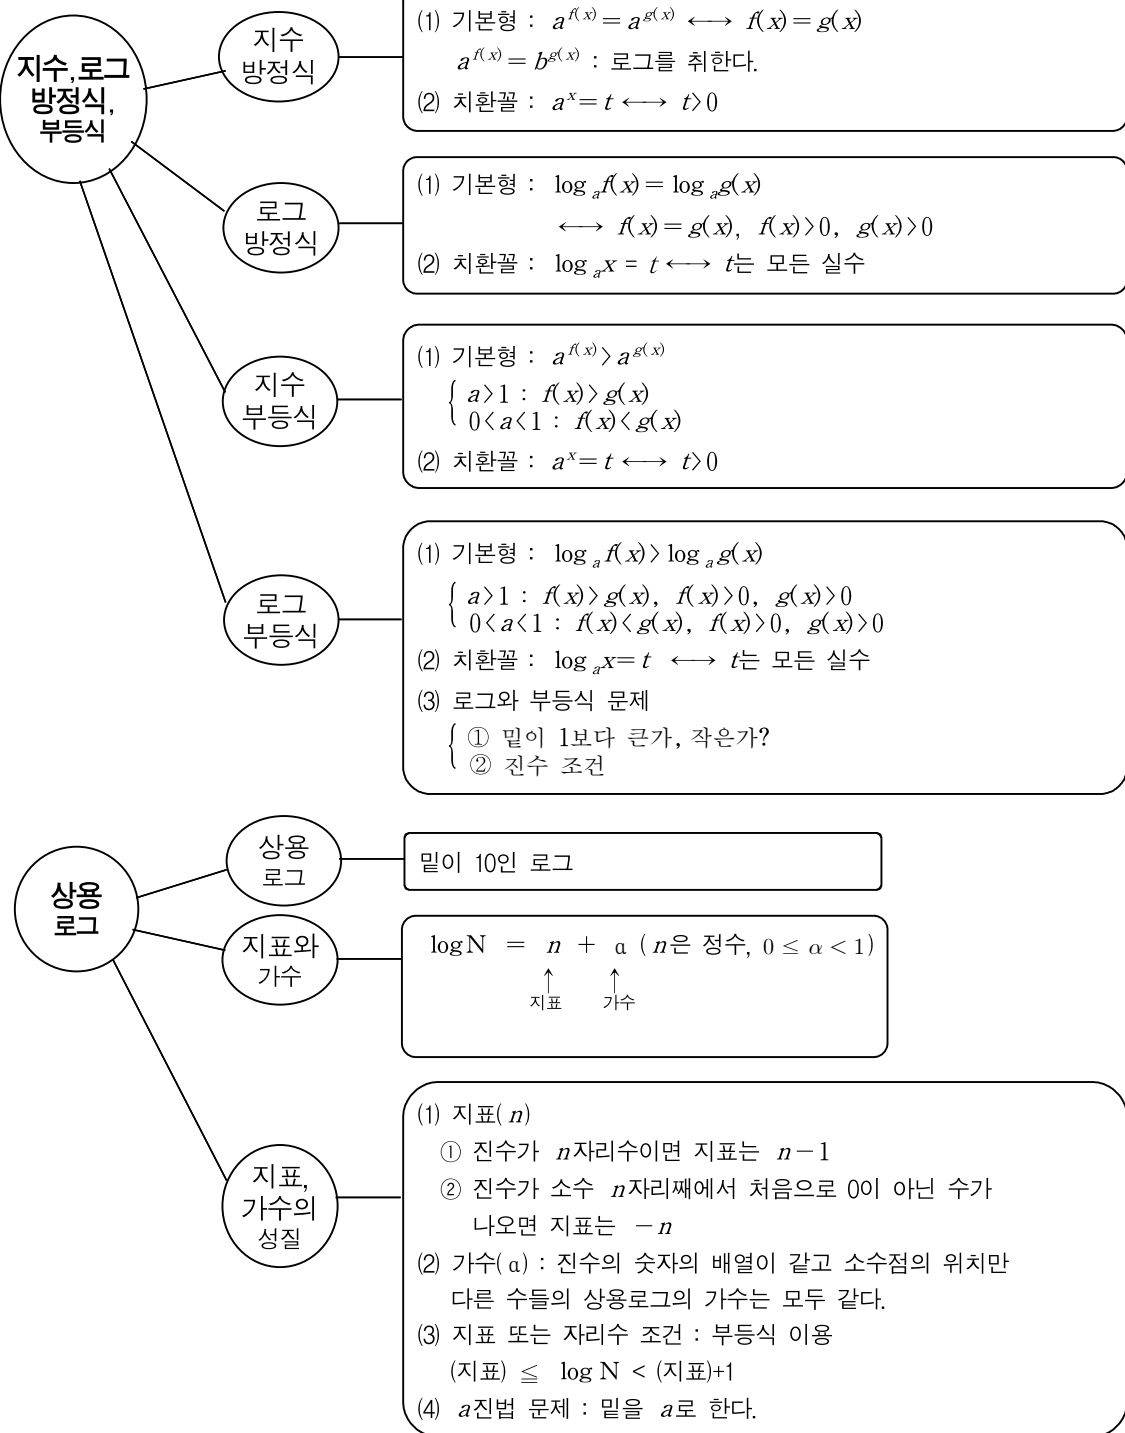 지수, 로그
방정식,
부등식
지수
방정식
(1) 기본형 : a^{f(x)} = a^{g(x)} ⟷ f(x) = g(x)
a^{f(x)} = b^{g(x)} : 로그를 취한다.
(2) 치환꼴 : a^x = t ⟷ t > 0
로그
방정식
(1) 기본형 : log_a f(x) = log_a g(x)
⟷ f(x) = g(x), f(x) > 0, g(x) > 0
(2) 치환꼴 : log_a x = t ⟷ t는 모든 실수
지수
부등식
(1) 기본형 : a^{f(x)} > a^{g(x)}
a > 1 : f(x) > g(x)
0 < a < 1 : f(x) < g(x)
(2) 치환꼴 : a^x = t ⟷ t > 0
로그
부등식
(1) 기본형 : log_a f(x) > log_a g(x)
a > 1 : f(x) > g(x), f(x) > 0, g(x) > 0
0 < a < 1 : f(x) < g(x), f(x) > 0, g(x) > 0
(2) 치환꼴 : log_a x = t ⟷ t는 모든 실수
(3) 로그와 부등식 문제
① 밑이 1보다 큰가, 작은가?
② 진수 조건
상용
로그
상용
로그
밑이 10인 로그
지표와
가수
logN = n + α ( n은 정수, 0 ≤ α < 1)
↑ ↑
지표 가수
지표,
가수의
성질
(1) 지표( n )
① 진수가 n자리수이면 지표는 n-1
② 진수가 소수 n자리째에서 처음으로 0이 아닌 수가
나오면 지표는 -n
(2) 가수( α ) : 진수의 숫자의 배열이 같고 소수점의 위치만
다른 수들의 상용로그의 가수는 모두 같다.
(3) 지표 또는 자리수 조건 : 부등식 이용
(지표) ≦ log N < (지표)+1
(4) a진법 문제 : 밑을 a로 한다.